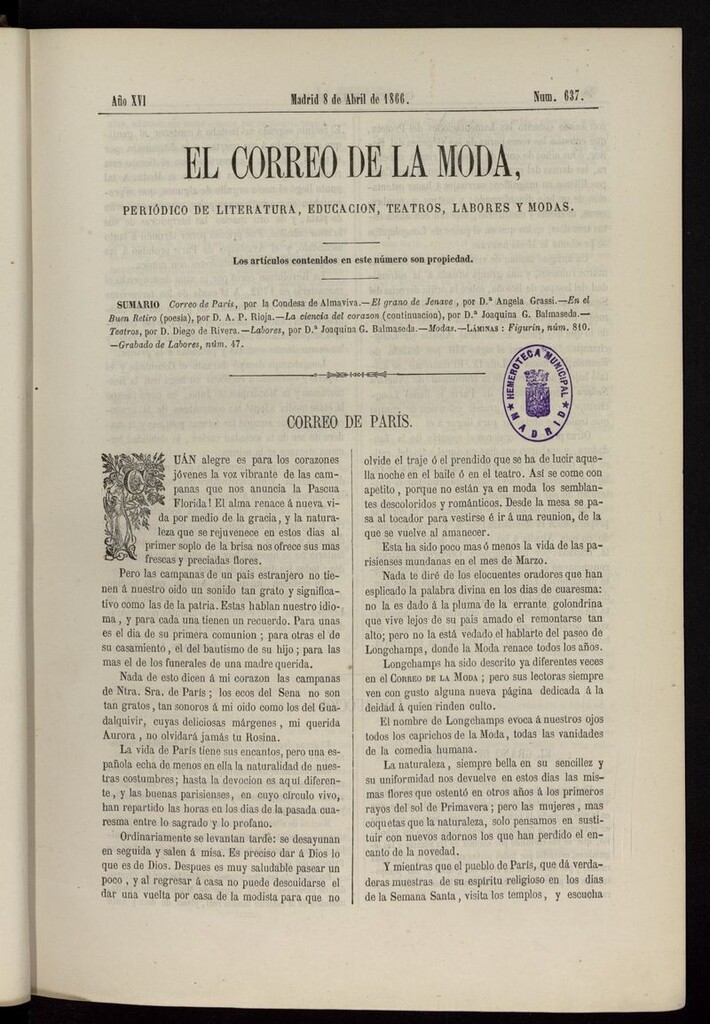 Año XVI
Madrid 8 de Abril de 1866.
Num. 637.
EL CORREO DE LA MODA,
PERIÓDICO DE LITERATURA, EDUCACION, TEATROS, LABORES Y MODAS.
Los artículos contenidos en este número son propiedad.
SUMARIO Correo de París, por la Condesa de Almaviva.—El grano de Jenave, por D.ª Angela Grassi.—En el
Buen Retiro (poesía), por D. A. P. Rioja.—La ciencia del corazon (continuacion), por D.ª Joaquina G. Balmaseda.—
Teatros, por D. Diego de Rivera.—Labores, por D.ª Joaquina G. Balmaseda.—Modas.—LÁMINAS: Figurin, núm. 810.
—Grabado de Labores, núm. 47.
HEMEROTECA MUNICIPAL
MADRID
CORREO DE PARÍS.
CUÁN alegre es para los corazones
jóvenes la voz vibrante de las cam-
panas que nos anuncia la Pascua
Florida! El alma renace á nueva vi-
da por medio de la gracia, y la natura-
leza que se rejuvenece en estos dias al
primer soplo de la brisa nos ofrece sus mas
frescas y preciadas flores.
Pero las campanas de un pais estranjero no tie-
nen á nuestro oido un sonido tan grato y significa-
tivo como las de la patria. Estas hablan nuestro idio-
ma, y para cada una tienen un recuerdo. Para unas
es el dia de su primera comunion; para otras el de
su casamiento, el del bautismo de su hijo; para las
mas el de los funerales de una madre querida.
Nada de esto dicen á mi corazon las campanas
de Ntra. Sra. de París; los ecos del Sena no son
tan gratos, tan sonoros á mi oido como los del Gua-
dalquivir, cuyas deliciosas márgenes, mi querida
Aurora, no olvidará jamás tu Rosina.
La vida de París tiene sus encantos, pero una es-
pañola echa de menos en ella la naturalidad de nues-
tras costumbres; hasta la devocion es aquí diferen-
te, y las buenas parisienses, en cuyo círculo vivo,
han repartido las horas en los dias de la pasada cua-
resma entre lo sagrado y lo profano.
Ordinariamente se levantan tarde: se desayunan
en seguida y salen á misa. Es preciso dar á Dios lo
que es de Dios. Despues es muy saludable pasear un
poco, y al regresar á casa no puede descuidarse el
dar una vuelta por casa de la modista para que no
olvide el traje ó el prendido que se ha de lucir aque-
lla noche en el baile ó en el teatro. Así se come con
apetito, porque no están ya en moda los semblan-
tes descoloridos y románticos. Desde la mesa se pa-
sa al tocador para vestirse é ir á una reunion, de la
que se vuelve al amanecer.
Esta ha sido poco mas ó menos la vida de las pa-
risienses mundanas en el mes de Marzo.
Nada te diré de los elocuentes oradores que han
esplicado la palabra divina en los dias de cuaresma:
no la es dado á la pluma de la errante golondrina
que vive lejos de su pais amado el remontarse tan
alto; pero no la está vedado el hablarte del paseo de
Longchamps, donde la Moda renace todos los años.
Longchamps ha sido descrito ya diferentes veces
en el CORREO DE LA MODA; pero sus lectoras siempre
ven con gusto alguna nueva página dedicada á la
deidad á quien rinden culto.
El nombre de Longchamps evoca á nuestros ojos
todos los caprichos de la Moda, todas las vanidades
de la comedia humana.
La naturaleza, siempre bella en su sencillez y
su uniformidad nos devuelve en estos dias las mis-
mas flores que ostentó en otros años á los primeros
rayos del sol de Primavera; pero las mujeres, mas
coquetas que la naturaleza, solo pensamos en susti-
tuir con nuevos adornos los que han perdido el en-
canto de la novedad.
Y mientras que el pueblo de París, que dá verda-
deras muestras de su espíritu religioso en los dias
de la Semana Santa, visita los templos, y escucha